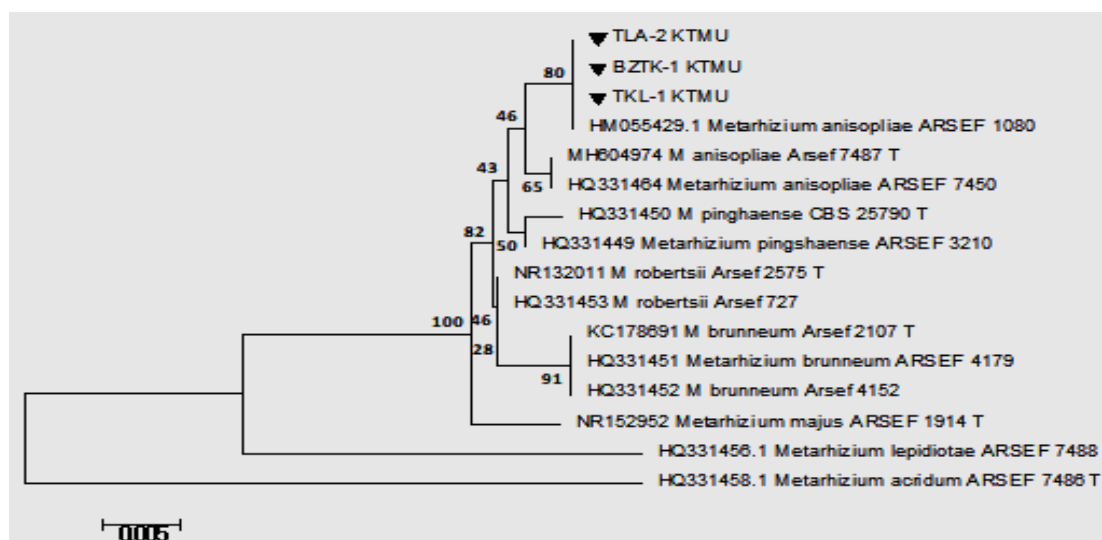 TLA-2 KTMU
BZTK-1 KTMU
80
TKL-1 KTMU
46
HM055429.1 Metarhizium anisopliae ARSEF 1080
MH604974 M anisopliae Arsef 7487 T
43
65
HQ331464 Metarhizium anisopliae ARSEF 7450
HQ331450 M pinghaense CBS 25790 T
82
50
HQ331449 Metarhizium pingshaense ARSEF 3210
NR132011 M robertsii Arsef 2575 T
HQ331453 M robertsii Arsef 727
100
46
KC178691 M brunneum Arsef 2107 T
28
HQ331451 Metarhizium brunneum ARSEF 4179
91
HQ331452 M brunneum Arsef 4152
NR152952 Metarhizium majus ARSEF 1914 T
HQ331456.1 Metarhizium lepidiotae ARSEF 7488
HQ331458.1 Metarhizium acridum ARSEF 7486 T
0.005